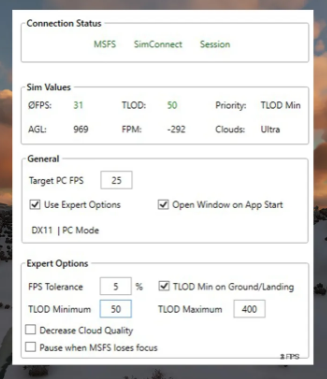 Connection Status
MSFS SimConnect Session
Sim Values
ØFPS: 31 TLOD: 50 Priority: TLOD Min
AGL: 969 FPM: -292 Clouds: Ultra
General
Target PC FPS 25
Use Expert Options Open Window on App Start
DX11 | PC Mode
Expert Options
FPS Tolerance 5 % TLOD Min on Ground/Landing
TLOD Minimum 50 TLOD Maximum 400
Decrease Cloud Quality
Pause when MSFS loses focus
FPS